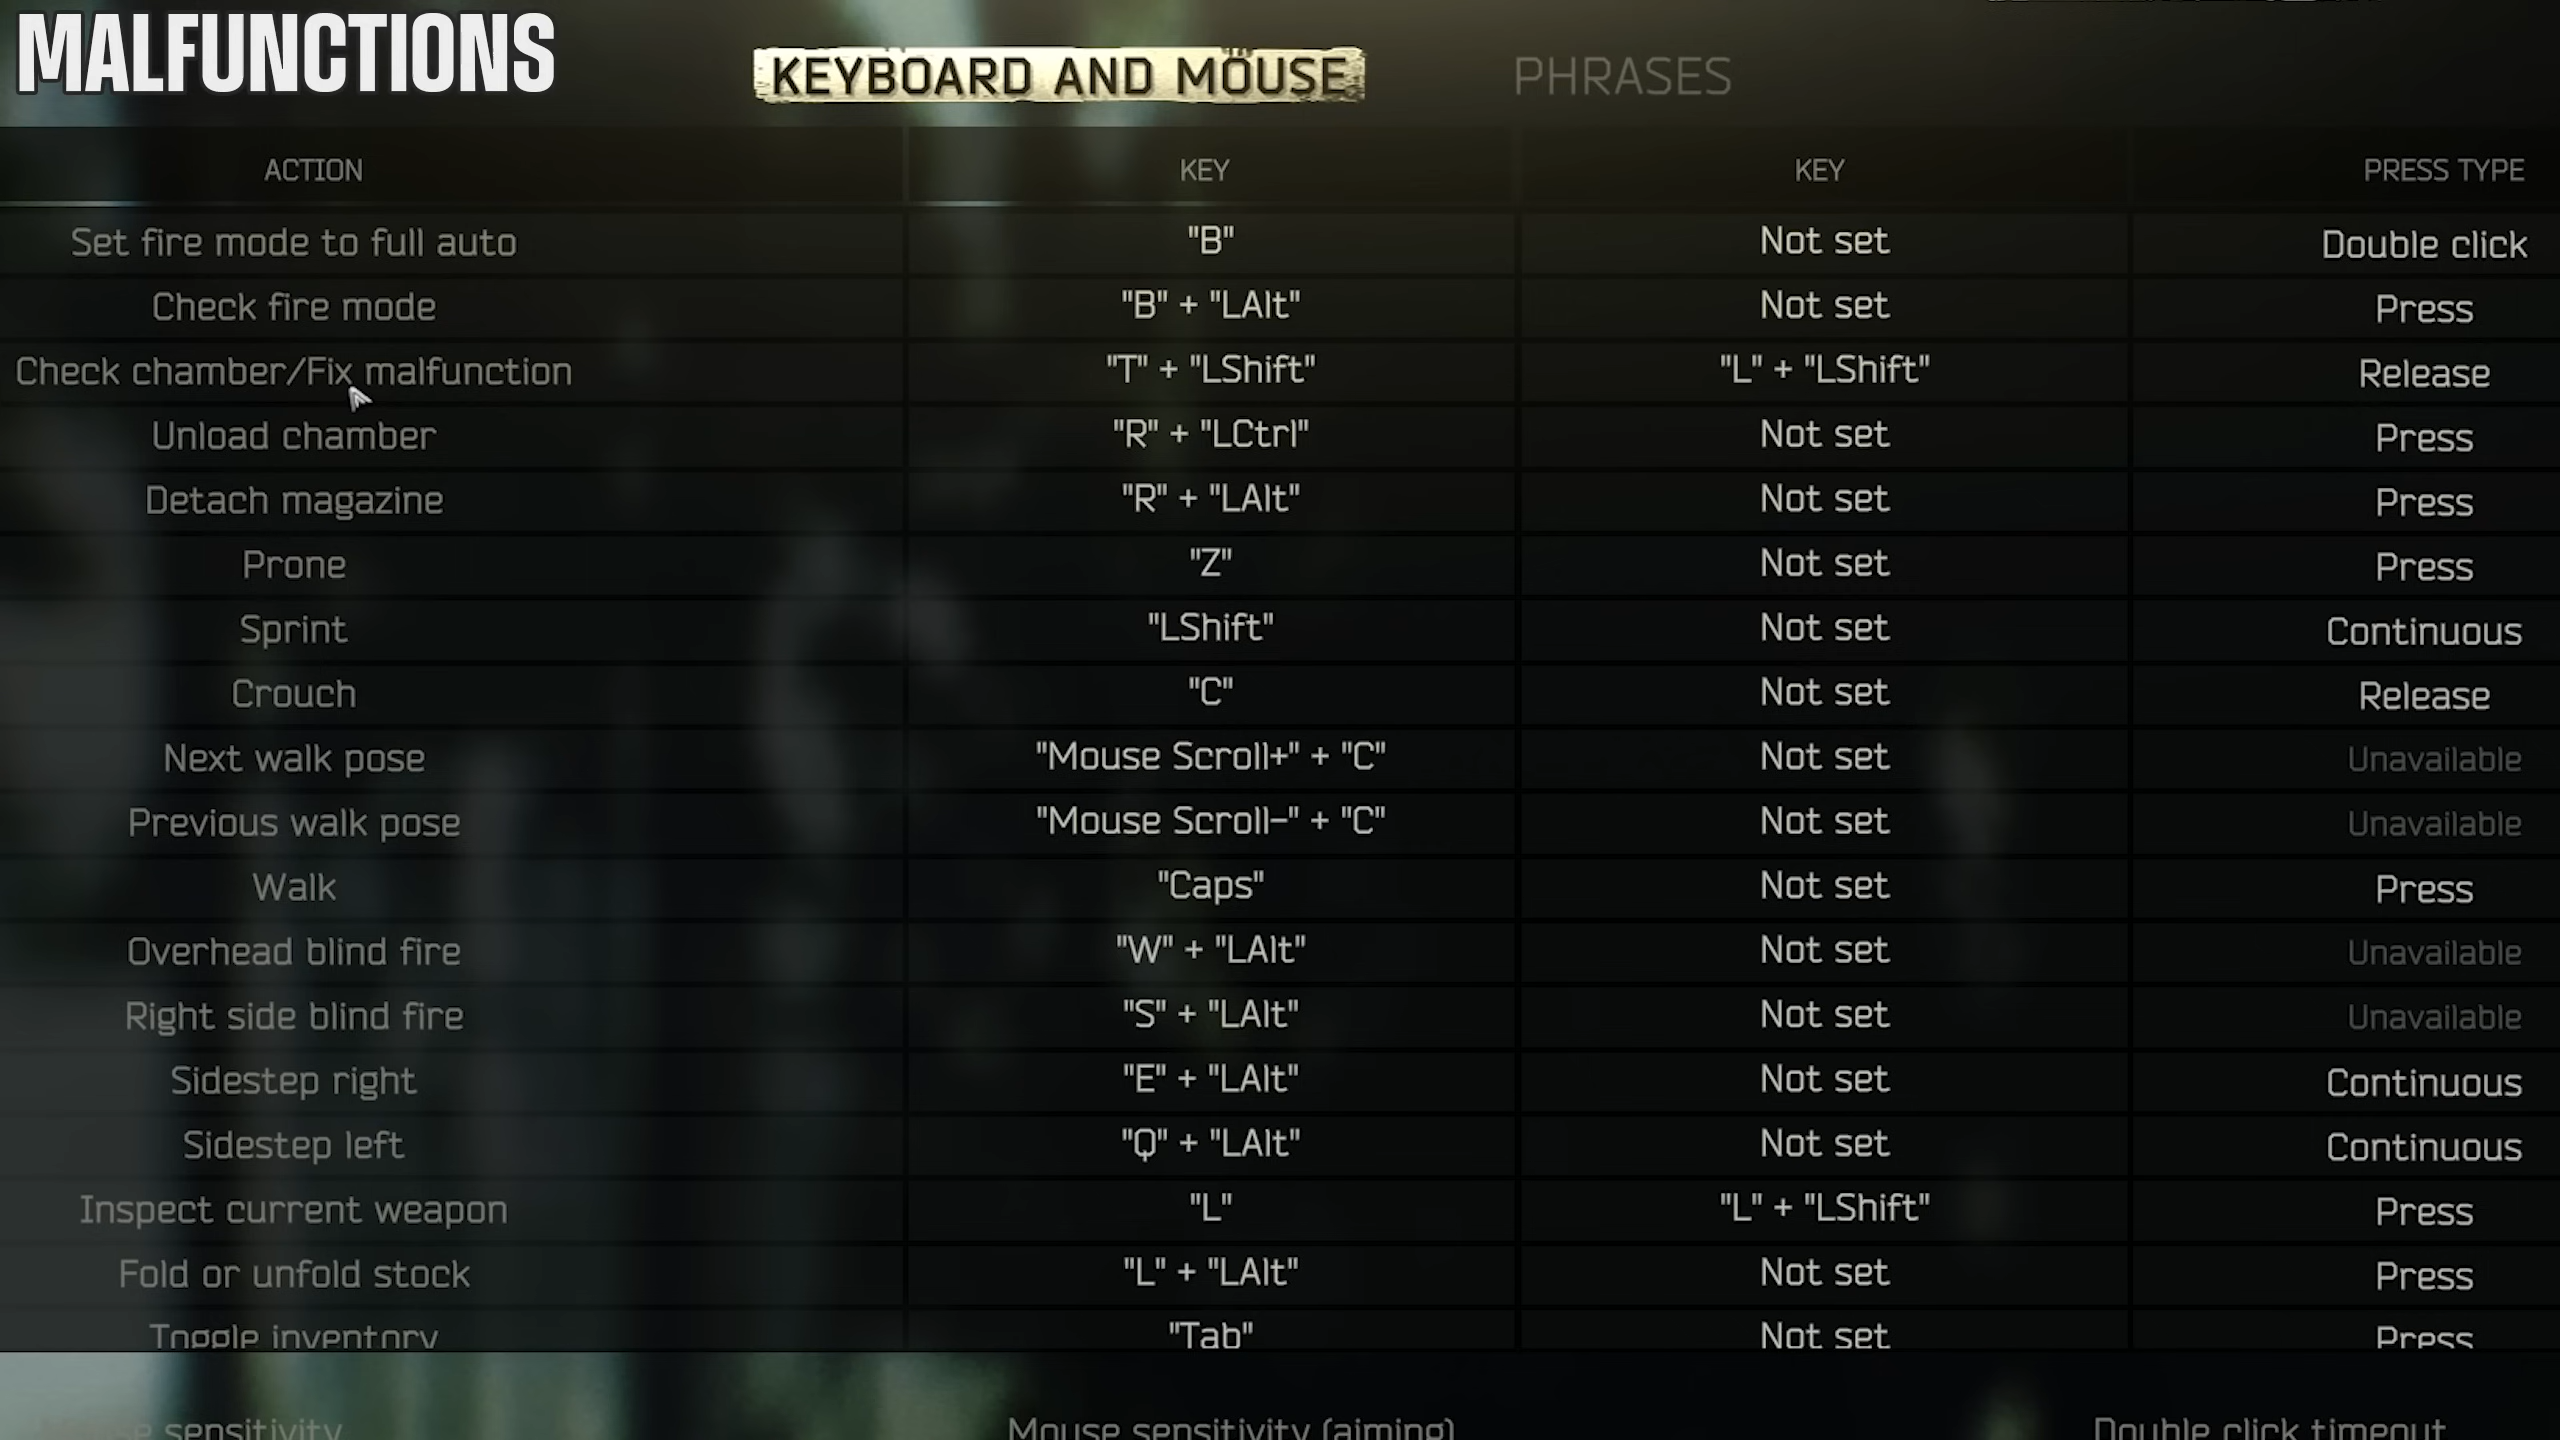 MALFUNCTIONS
KEYBOARD AND MOUSE PHRASES
ACTION KEY KEY PRESS TYPE
Set fire mode to full auto "B" Not set Double click
Check fire mode "B" + "LAlt" Not set Press
Check chamber/Fix malfunction "T" + "LShift" "L" + "LShift" Release
Unload chamber "R" + "LCtrl" Not set Press
Detach magazine "R" + "LAlt" Not set Press
Prone "Z" Not set Press
Sprint "LShift" Not set Continuous
Crouch "C" Not set Release
Next walk pose "Mouse Scroll+" + "C" Not set Unavailable
Previous walk pose "Mouse Scroll-" + "C" Not set Unavailable
Walk "Caps" Not set Press
Overhead blind fire "W" + "LAlt" Not set Unavailable
Right side blind fire "S" + "LAlt" Not set Unavailable
Sidestep right "E" + "LAlt" Not set Continuous
Sidestep left "Q" + "LAlt" Not set Continuous
Inspect current weapon "L" "L" + "LShift" Press
Fold or unfold stock "L" + "LAlt" Not set Press
Toggle inventory "Tab" Not set Press
sensitivity Mouse sensitivity (aiming) Double click timeout